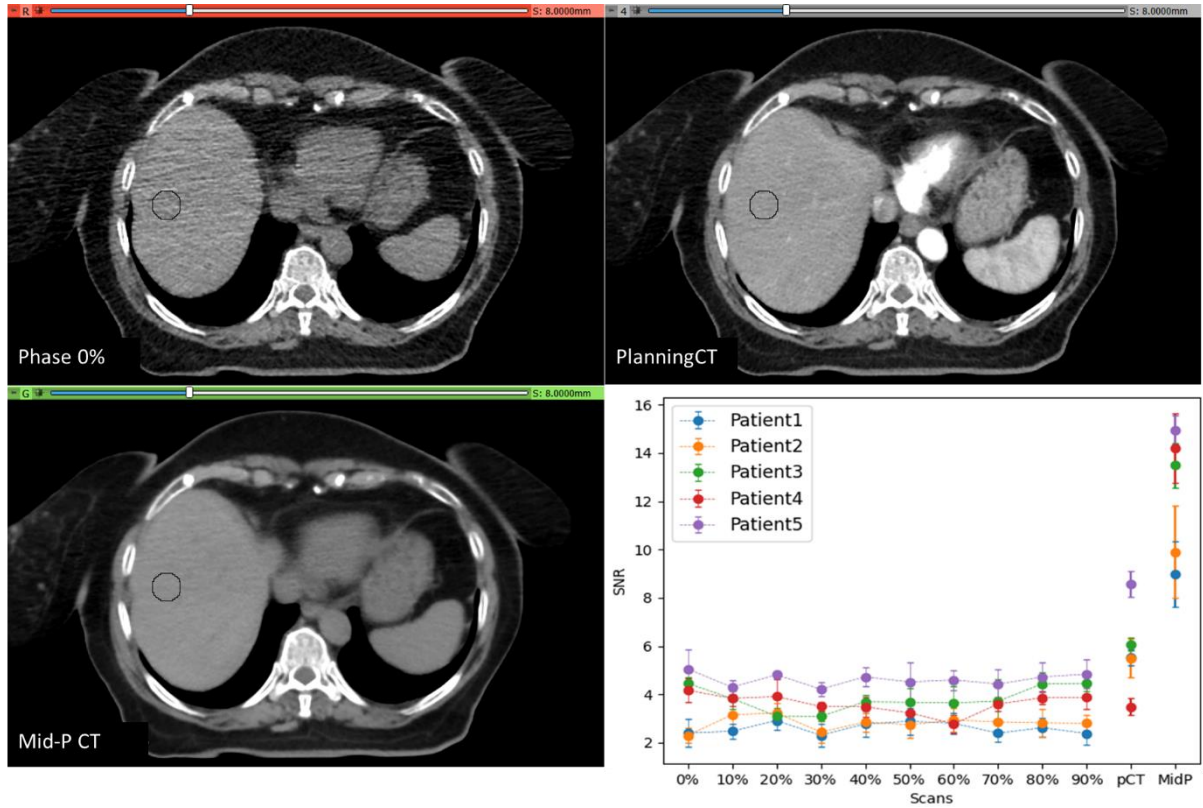 R S: 8.0000mm
4 S: 8.0000mm
Phase 0%
PlanningCT
G S: 8.0000mm
Mid-P CT
16
14
12
10
8
6
4
2
SNR
Patient1
Patient2
Patient3
Patient4
Patient5
0% 10% 20% 30% 40% 50% 60% 70% 80% 90% pCT MidP
Scans